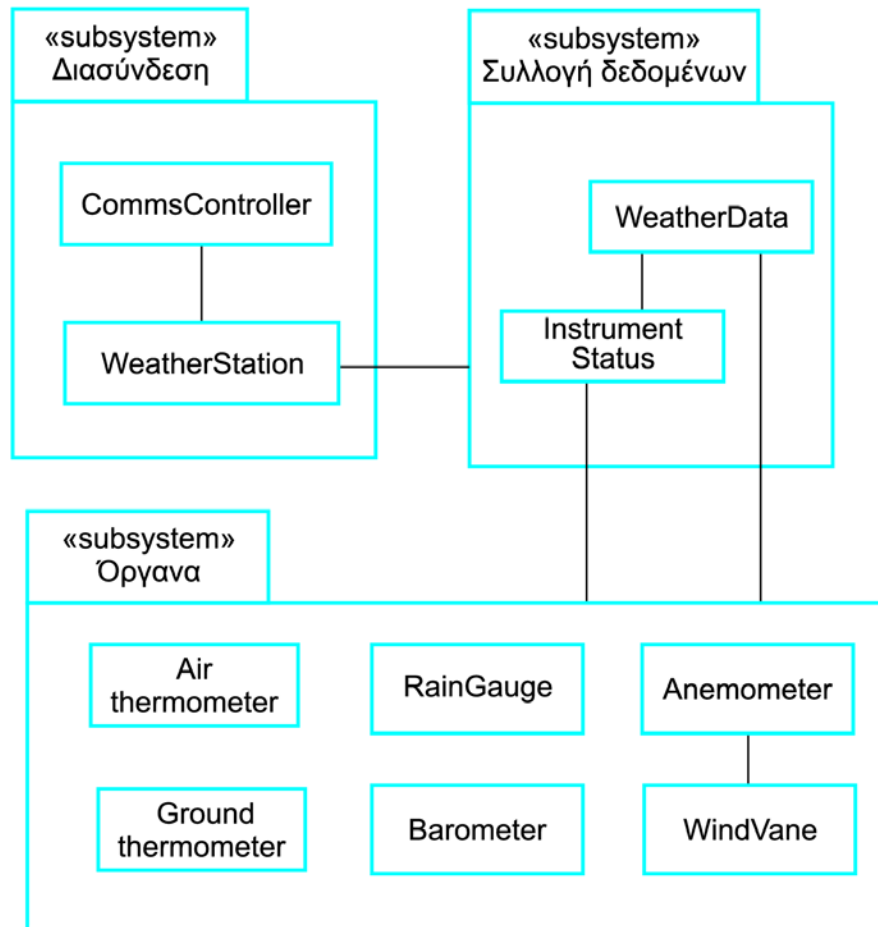 «subsystem»
Διασύνδεση
CommsController
WeatherStation
«subsystem»
Συλλογή δεδομένων
WeatherData
Instrument
Status
«subsystem»
Όργανα
Air
thermometer
RainGauge
Anemometer
Ground
thermometer
Barometer
WindVane